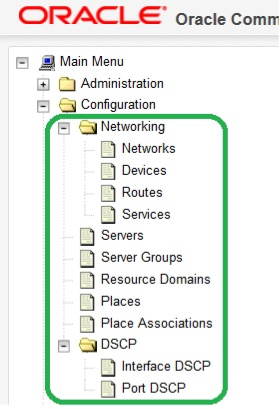 ORACLE® Oracle Comm
Main Menu
Administration
Configuration
Networking
Networks
Devices
Routes
Services
Servers
Server Groups
Resource Domains
Places
Place Associations
DSCP
Interface DSCP
Port DSCP